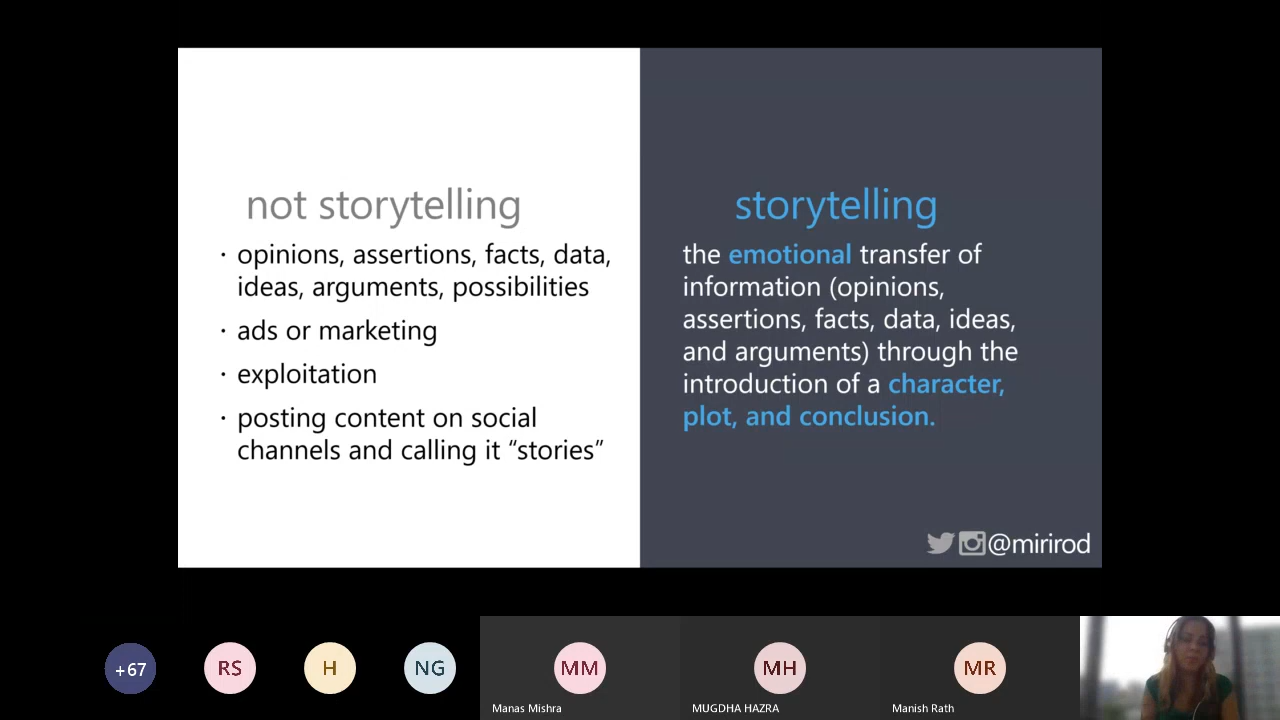 not storytelling
· opinions, assertions, facts, data,
ideas, arguments, possibilities
· ads or marketing
· exploitation
· posting content on social
channels and calling it “stories”
storytelling
the emotional transfer of
information (opinions,
assertions, facts, data, ideas,
and arguments) through the
introduction of a character,
plot, and conclusion.
@mirirod
+67
RS
H
NG
MM
Manas Mishra
MH
MUGDHA HAZRA
MR
Manish Rath